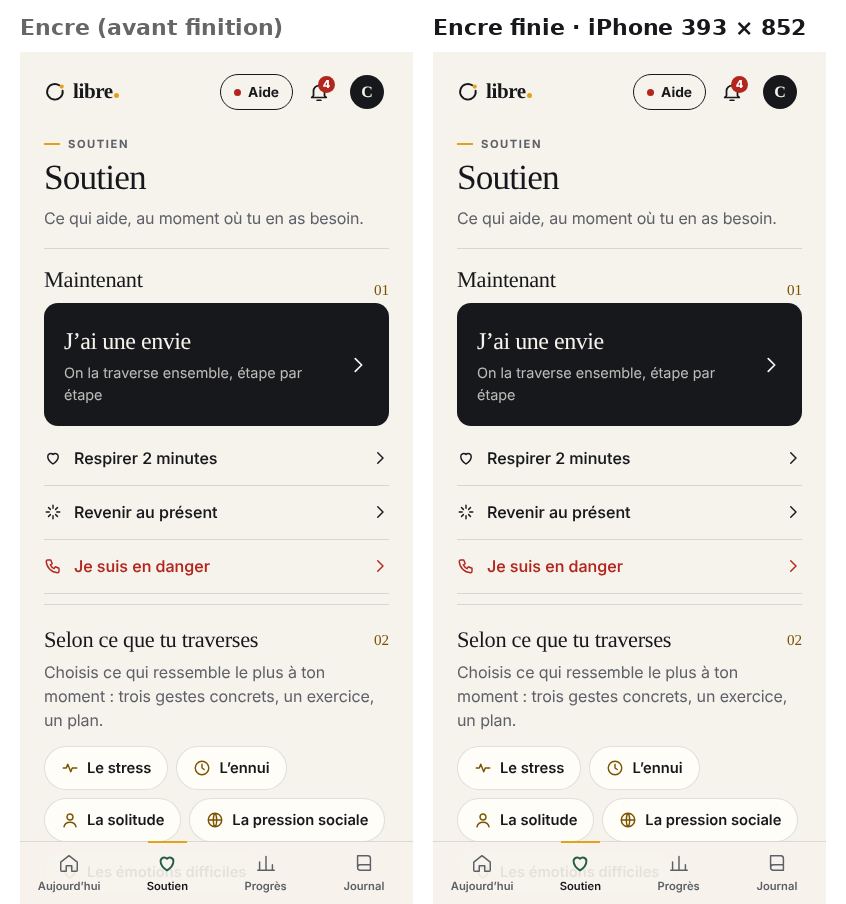 Encre (avant finition)
libre.
Aide
4
C
SOUTIEN
Soutien
Ce qui aide, au moment où tu en as besoin.
Maintenant
01
J’ai une envie
On la traverse ensemble, étape par
étape
Respirer 2 minutes
Revenir au présent
Je suis en danger
Selon ce que tu traverses
02
Choisis ce qui ressemble le plus à ton
moment : trois gestes concrets, un exercice,
un plan.
Le stress
L’ennui
La solitude
La pression sociale
Les émotions difficiles
Aujourd’hui
Soutien
Progrès
Journal
Encre finie · iPhone 393 × 852
libre.
Aide
4
C
SOUTIEN
Soutien
Ce qui aide, au moment où tu en as besoin.
Maintenant
01
J’ai une envie
On la traverse ensemble, étape par
étape
Respirer 2 minutes
Revenir au présent
Je suis en danger
Selon ce que tu traverses
02
Choisis ce qui ressemble le plus à ton
moment : trois gestes concrets, un exercice,
un plan.
Le stress
L’ennui
La solitude
La pression sociale
Les émotions difficiles
Aujourd’hui
Soutien
Progrès
Journal